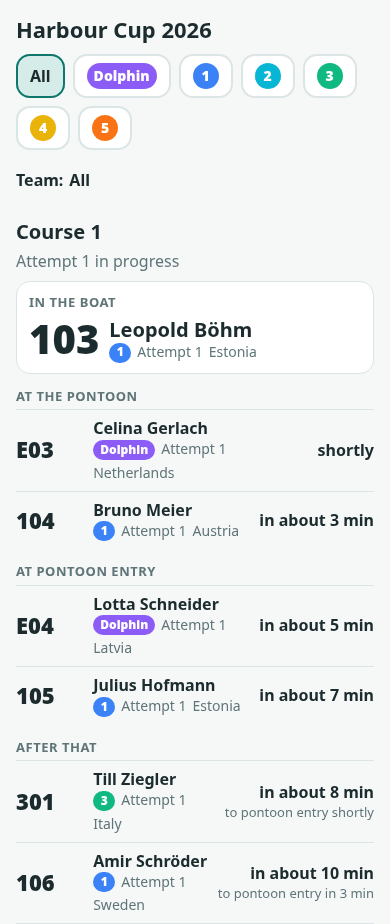 Harbour Cup 2026
All Dolphin 1 2 3
4 5
Team: All
Course 1
Attempt 1 in progress
IN THE BOAT
103 Leopold Böhm
1 Attempt 1 Estonia
AT THE PONTOON
E03 Celina Gerlach
Dolphin Attempt 1
Netherlands
shortly
104 Bruno Meier
1 Attempt 1 Austria
in about 3 min
AT PONTOON ENTRY
E04 Lotta Schneider
Dolphin Attempt 1
Latvia
in about 5 min
105 Julius Hofmann
1 Attempt 1 Estonia
in about 7 min
AFTER THAT
301 Till Ziegler
3 Attempt 1
Italy
in about 8 min
to pontoon entry shortly
106 Amir Schröder
1 Attempt 1
Sweden
in about 10 min
to pontoon entry in 3 min